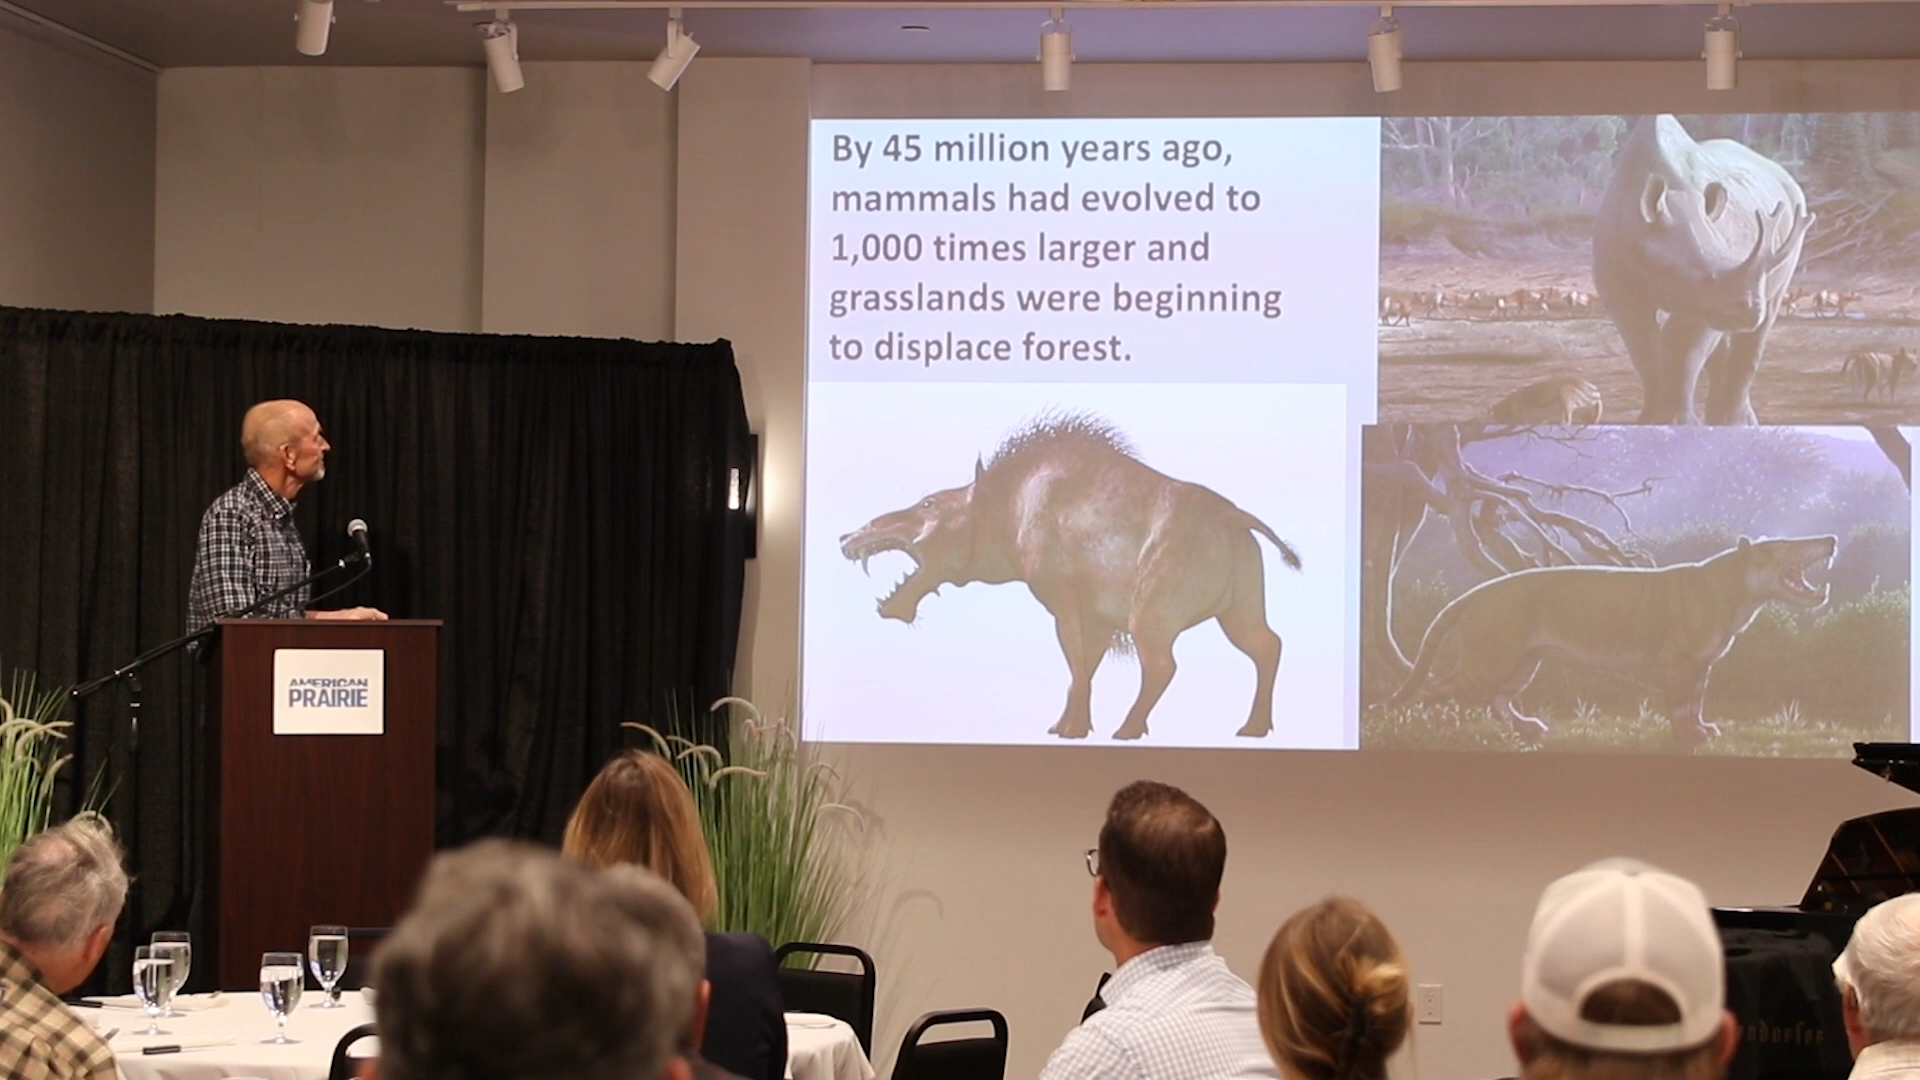 By 45 million years ago,
mammals had evolved to
1,000 times larger and
grasslands were beginning
to displace forest.
AMERICAN
PRAIRIE